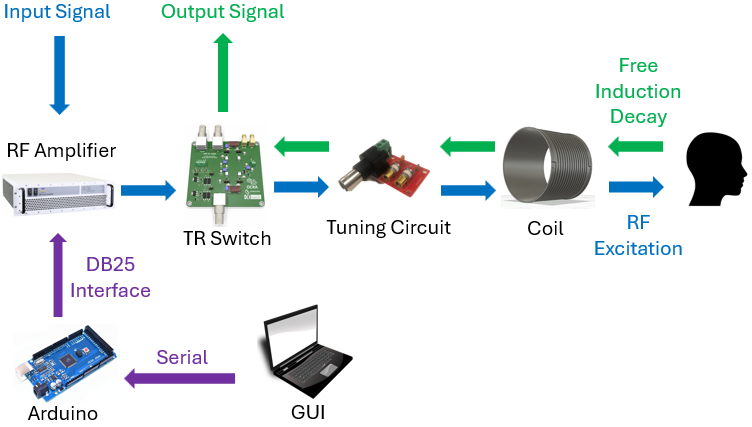 Input Signal
Output Signal
Free
Induction
Decay
RF Amplifier
TR Switch
Tuning Circuit
Coil
RF
Excitation
DB25
Interface
Serial
Arduino
GUI